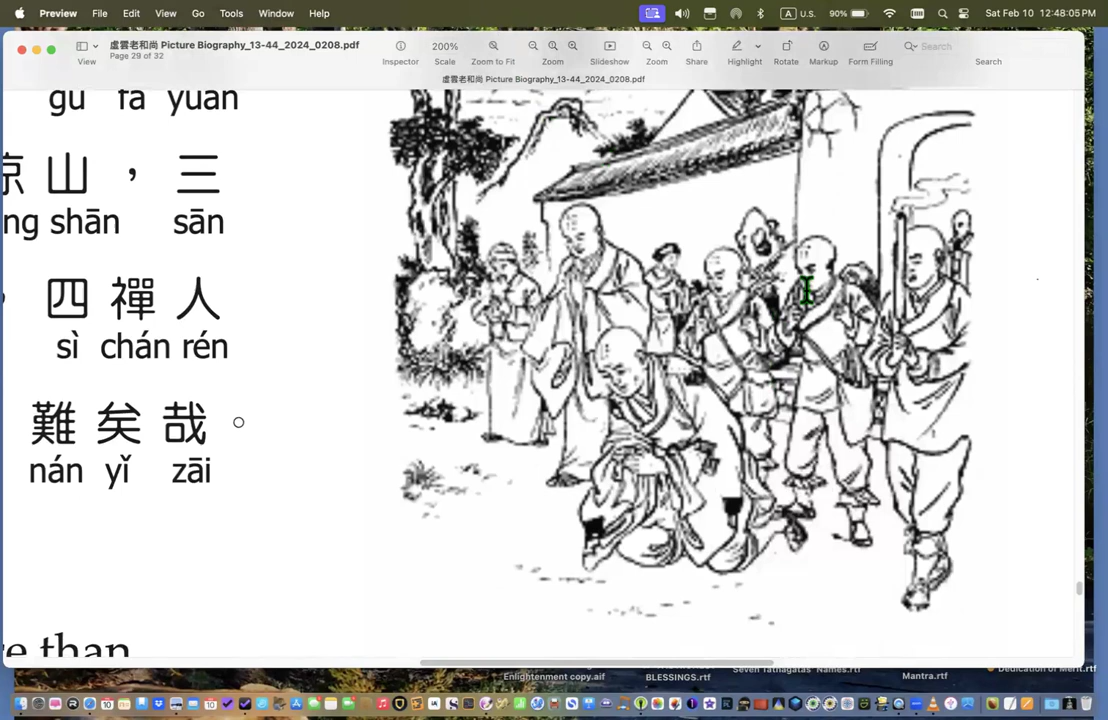 Preview File Edit View Go Tools Window Help A U.S. 90% Sat Feb 10 12:48:05 PM
虛雲老和尚 Picture Biography_13-44_2024_0208.pdf
Page 29 of 32
200% Search
View Inspector Scale Zoom to Fit Zoom Slideshow Zoom Share Highlight Rotate Markup Form Filling Search
虛雲老和尚 Picture Biography_13-44_2024_0208.pdf
gu fa yuan
涼山，三
ng shān sān
四禪人
sì chán rén
難矣哉。
nán yǐ zāi
re than
Enlightenment copy.aif
BLESSINGS.rtf
Seven Tathagatas' Names.rtf
Mantra.rtf
Dedication of Merit.rtf